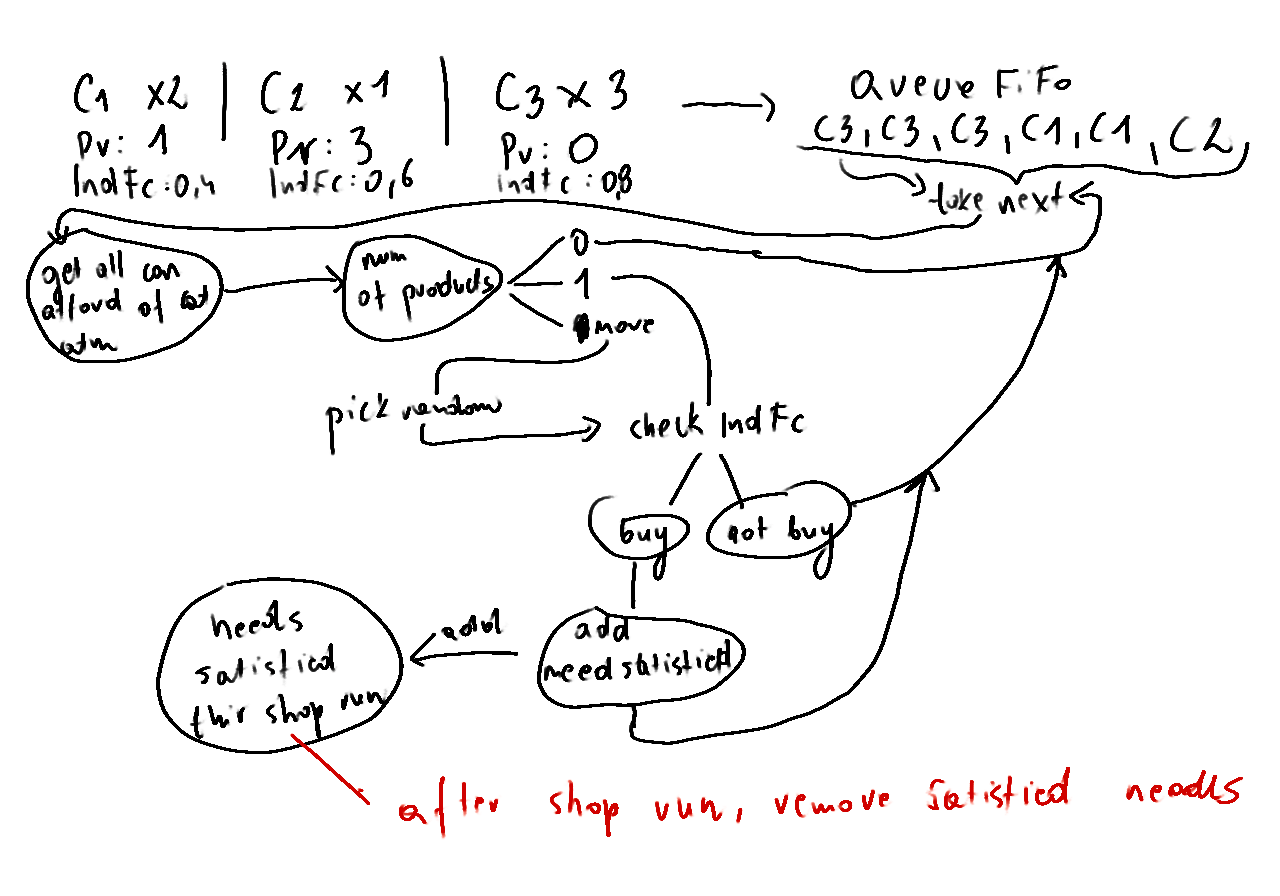 C1 x2 | C2 x1 | C3 x 3
Pr: 1 Pr: 3 Pr: 0
IndFc: 0,4 IndFc: 0,6 indFc: 0,8
Queue FiFo
C3, C3, C3, C1, C1, C2,
take next
get all can
afford of cat
atm
num
of products
0
1
more
pick random
check IndFc
buy
not buy
add
need satisfied
add
needs
satisfied
this shop run
after shop run, remove satisfied needs